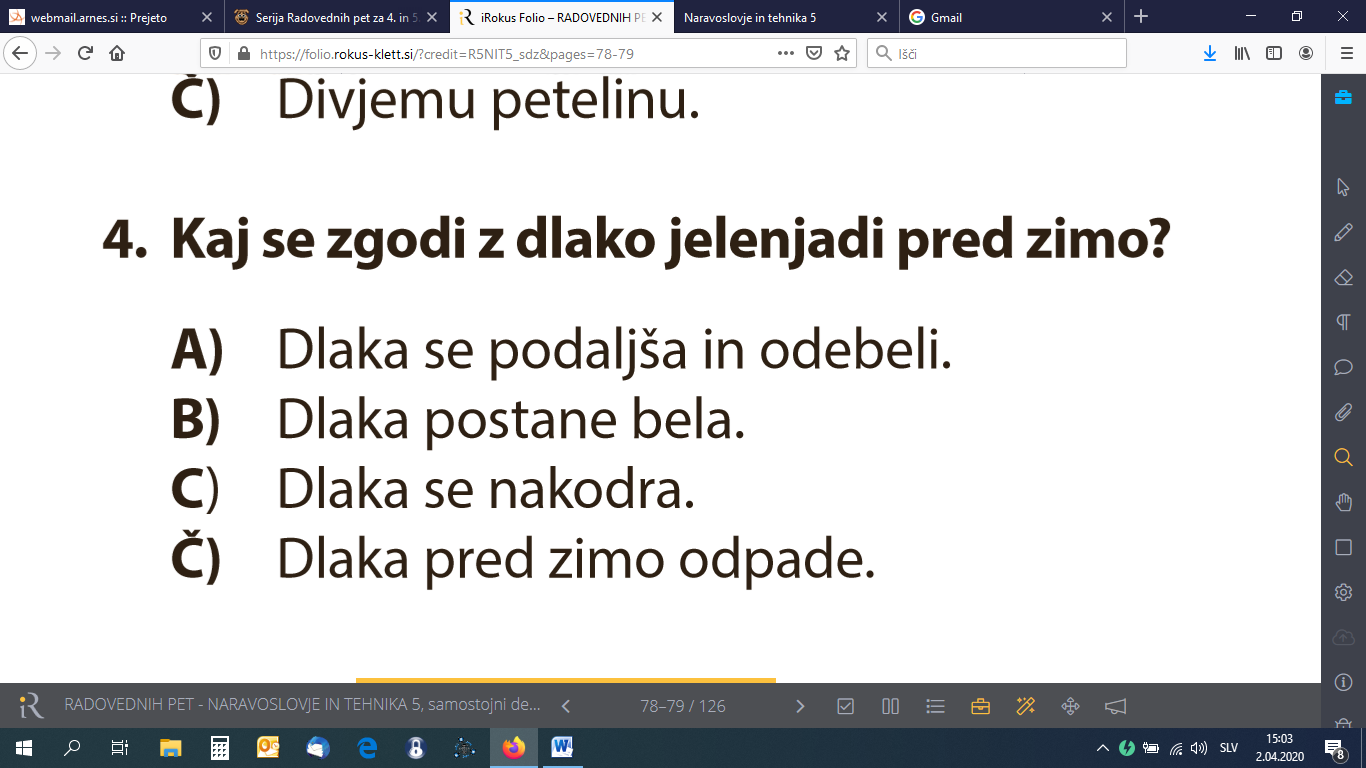 webmail.arnes.si :: Prejeto
Serija Radovednih pet za 4. in 5.
iRokus Folio – RADOVEDNIH PE
Naravoslovje in tehnika 5
Gmail
https://folio.rokus-klett.si/?credit=R5NIT5_sdz&pages=78-79
Išči
Č) Divjemu petelinu.
4. Kaj se zgodi z dlako jelenjadi pred zimo?
A) Dlaka se podaljša in odebeli.
B) Dlaka postane bela.
C) Dlaka se nakodra.
Č) Dlaka pred zimo odpade.
RADOVEDNIH PET - NARAVOSLOVJE IN TEHNIKA 5, samostojni de...
78–79 / 126
SLV
15:03
2.04.2020
8